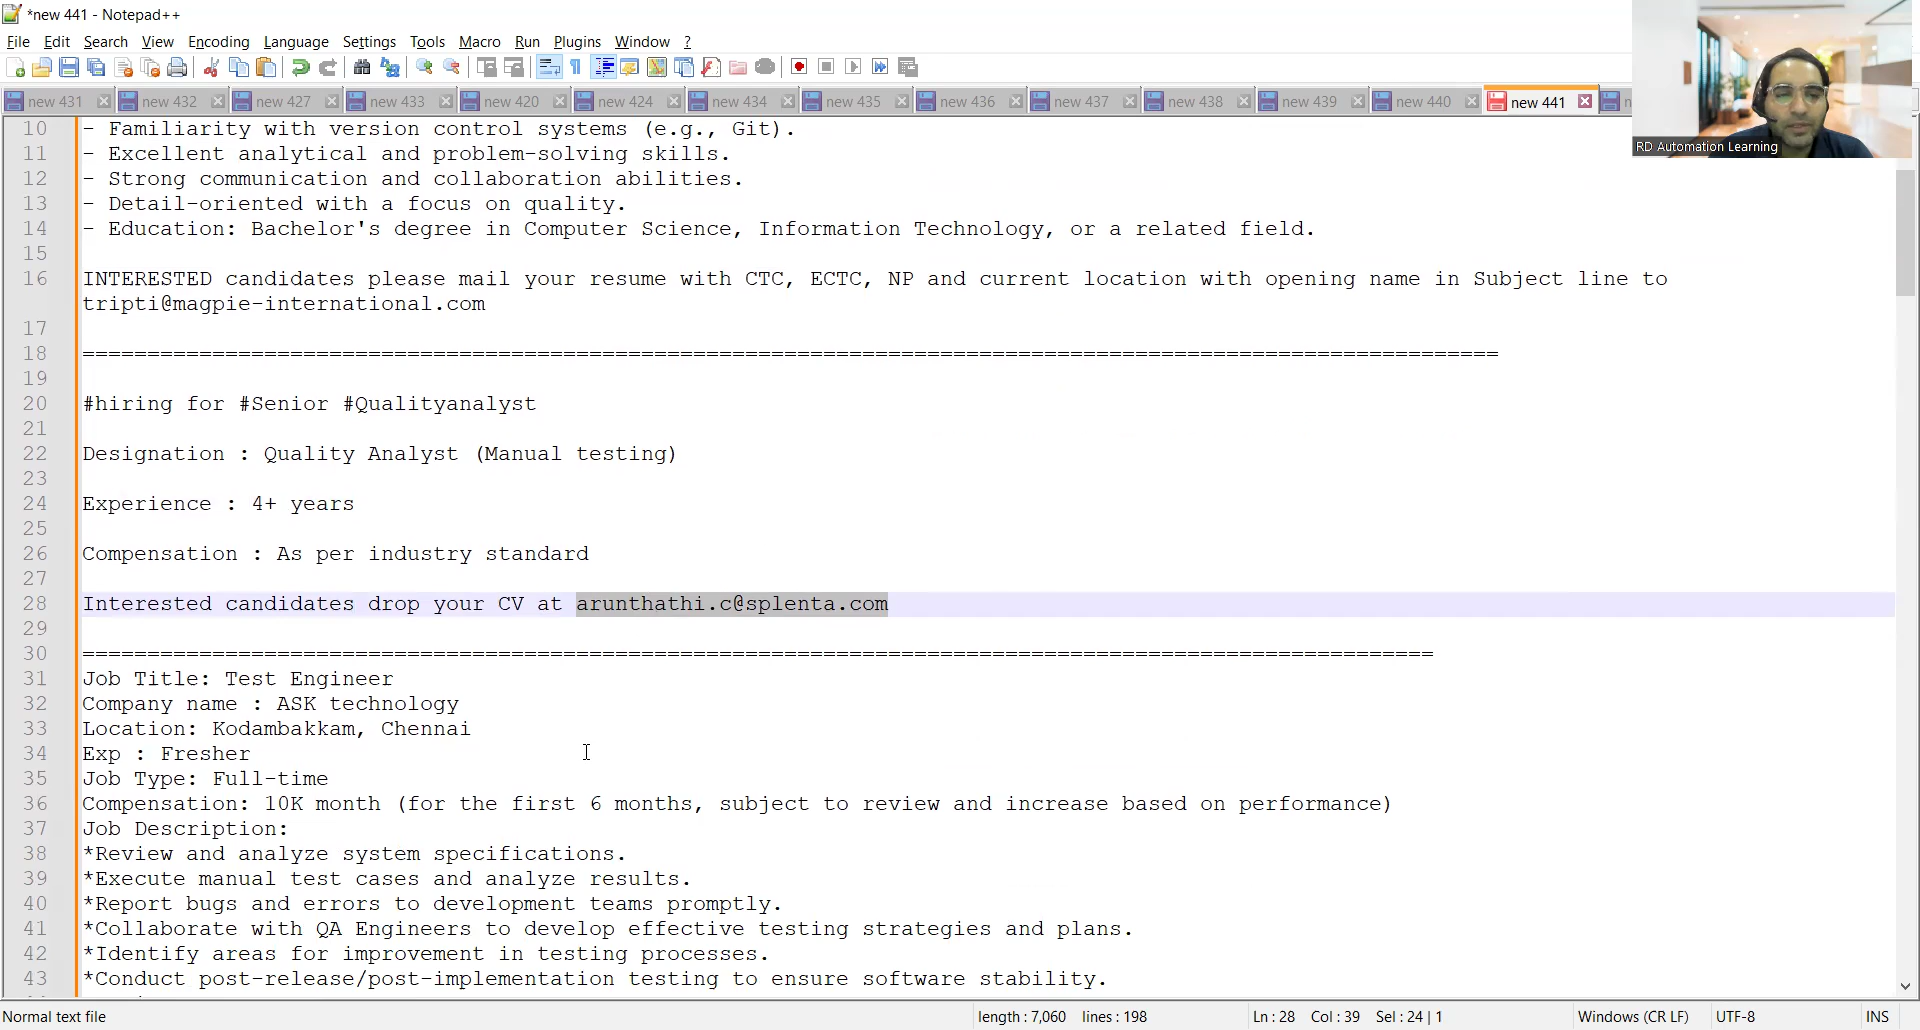 *new 441 - Notepad++
File Edit Search View Encoding Language Settings Tools Macro Run Plugins Window ?
new 431 new 432 new 427 new 433 new 420 new 424 new 434 new 435 new 436 new 437 new 438 new 439 new 440 new 441
RD Automation Learning
10 - Familiarity with version control systems (e.g., Git).
11 - Excellent analytical and problem-solving skills.
12 - Strong communication and collaboration abilities.
13 - Detail-oriented with a focus on quality.
14 - Education: Bachelor's degree in Computer Science, Information Technology, or a related field.
15
16 INTERESTED candidates please mail your resume with CTC, ECTC, NP and current location with opening name in Subject line to
tripti@magpie-international.com
17
18 =============================================================================================================
19
20 #hiring for #Senior #Qualityanalyst
21
22 Designation : Quality Analyst (Manual testing)
23
24 Experience : 4+ years
25
26 Compensation : As per industry standard
27
28 Interested candidates drop your CV at arunthathi.c@splenta.com
29
30 ========================================================================================================
31 Job Title: Test Engineer
32 Company name : ASK technology
33 Location: Kodambakkam, Chennai
34 Exp : Fresher
35 Job Type: Full-time
36 Compensation: 10K month (for the first 6 months, subject to review and increase based on performance)
37 Job Description:
38 *Review and analyze system specifications.
39 *Execute manual test cases and analyze results.
40 *Report bugs and errors to development teams promptly.
41 *Collaborate with QA Engineers to develop effective testing strategies and plans.
42 *Identify areas for improvement in testing processes.
43 *Conduct post-release/post-implementation testing to ensure software stability.
Normal text file length : 7,060 lines : 198 Ln : 28 Col : 39 Sel : 24 | 1 Windows (CR LF) UTF-8 INS